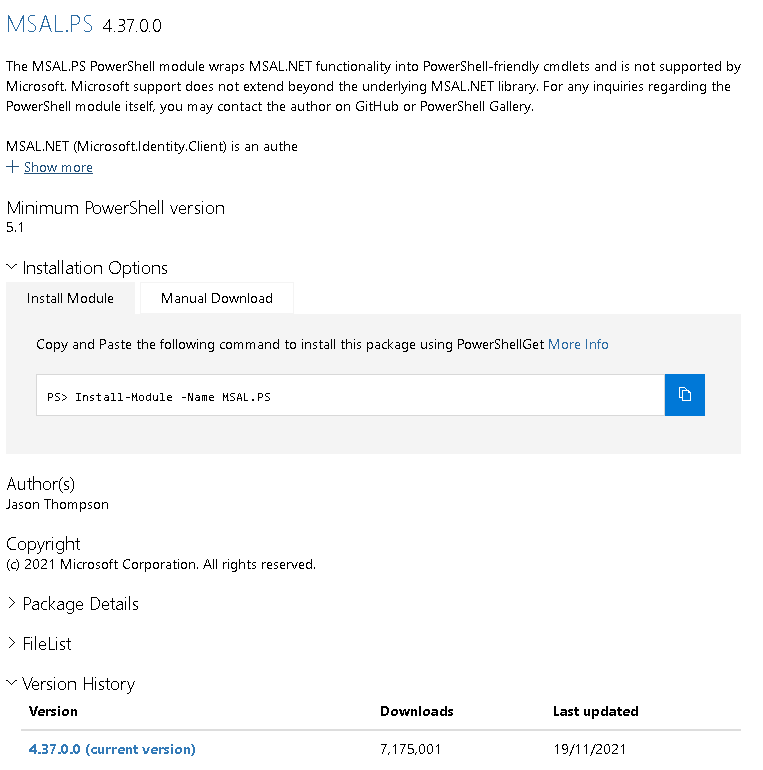 MSAL.PS 4.37.0.0
The MSAL.PS PowerShell module wraps MSAL.NET functionality into PowerShell-friendly cmdlets and is not supported by
Microsoft. Microsoft support does not extend beyond the underlying MSAL.NET library. For any inquiries regarding the
PowerShell module itself, you may contact the author on GitHub or PowerShell Gallery.
MSAL.NET (Microsoft.Identity.Client) is an authe
+ Show more
Minimum PowerShell version
5.1
Installation Options
Install Module Manual Download
Copy and Paste the following command to install this package using PowerShellGet More Info
PS> Install-Module -Name MSAL.PS
Author(s)
Jason Thompson
Copyright
(c) 2021 Microsoft Corporation. All rights reserved.
Package Details
FileList
Version History
Version Downloads Last updated
4.37.0.0 (current version) 7,175,001 19/11/2021